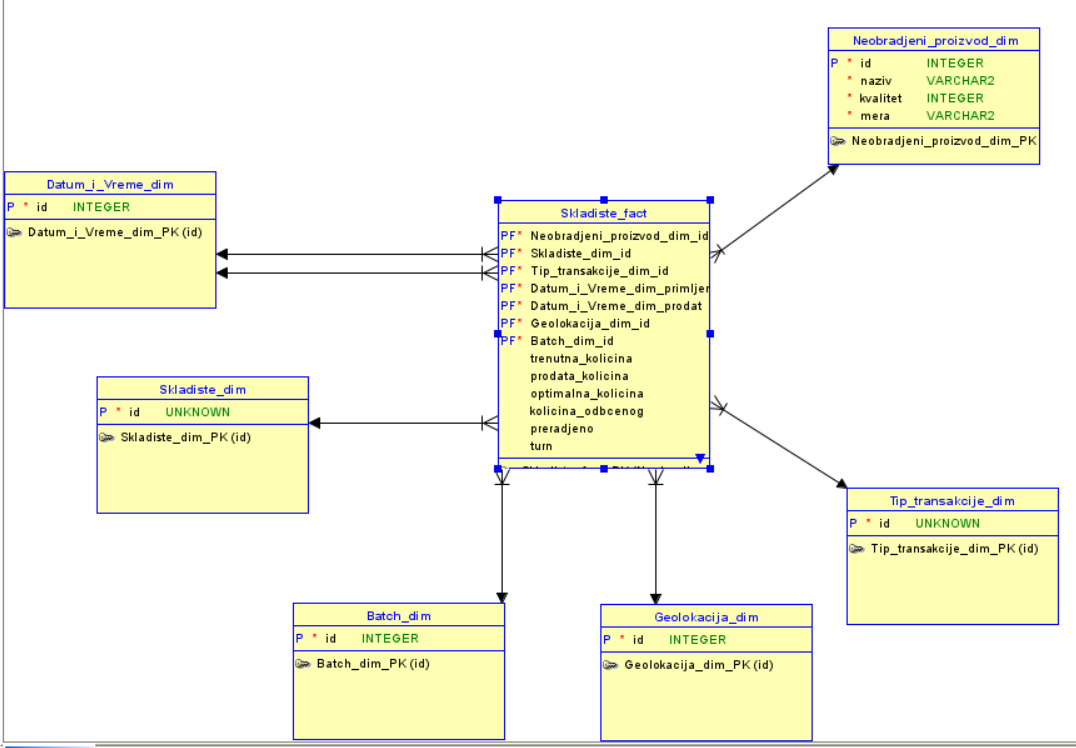 Neobradjeni_proizvod_dim
P * id INTEGER
* naziv VARCHAR2
* kvalitet INTEGER
* mera VARCHAR2
Neobradjeni_proizvod_dim_PK
Datum_i_Vreme_dim
P * id INTEGER
Datum_i_Vreme_dim_PK (id)
Skladiste_fact
PF* Neobradjeni_proizvod_dim_id
PF* Skladiste_dim_id
PF* Tip_transakcije_dim_id
PF* Datum_i_Vreme_dim_primljen
PF* Datum_i_Vreme_dim_prodat
PF* Geolokacija_dim_id
PF* Batch_dim_id
trenutna_kolicina
prodata_kolicina
optimalna_kolicina
kolicina_odbcenog
preradjeno
turn
Skladiste_dim
P * id UNKNOWN
Skladiste_dim_PK (id)
Tip_transakcije_dim
P * id UNKNOWN
Tip_transakcije_dim_PK (id)
Batch_dim
P * id INTEGER
Batch_dim_PK (id)
Geolokacija_dim
P * id INTEGER
Geolokacija_dim_PK (id)